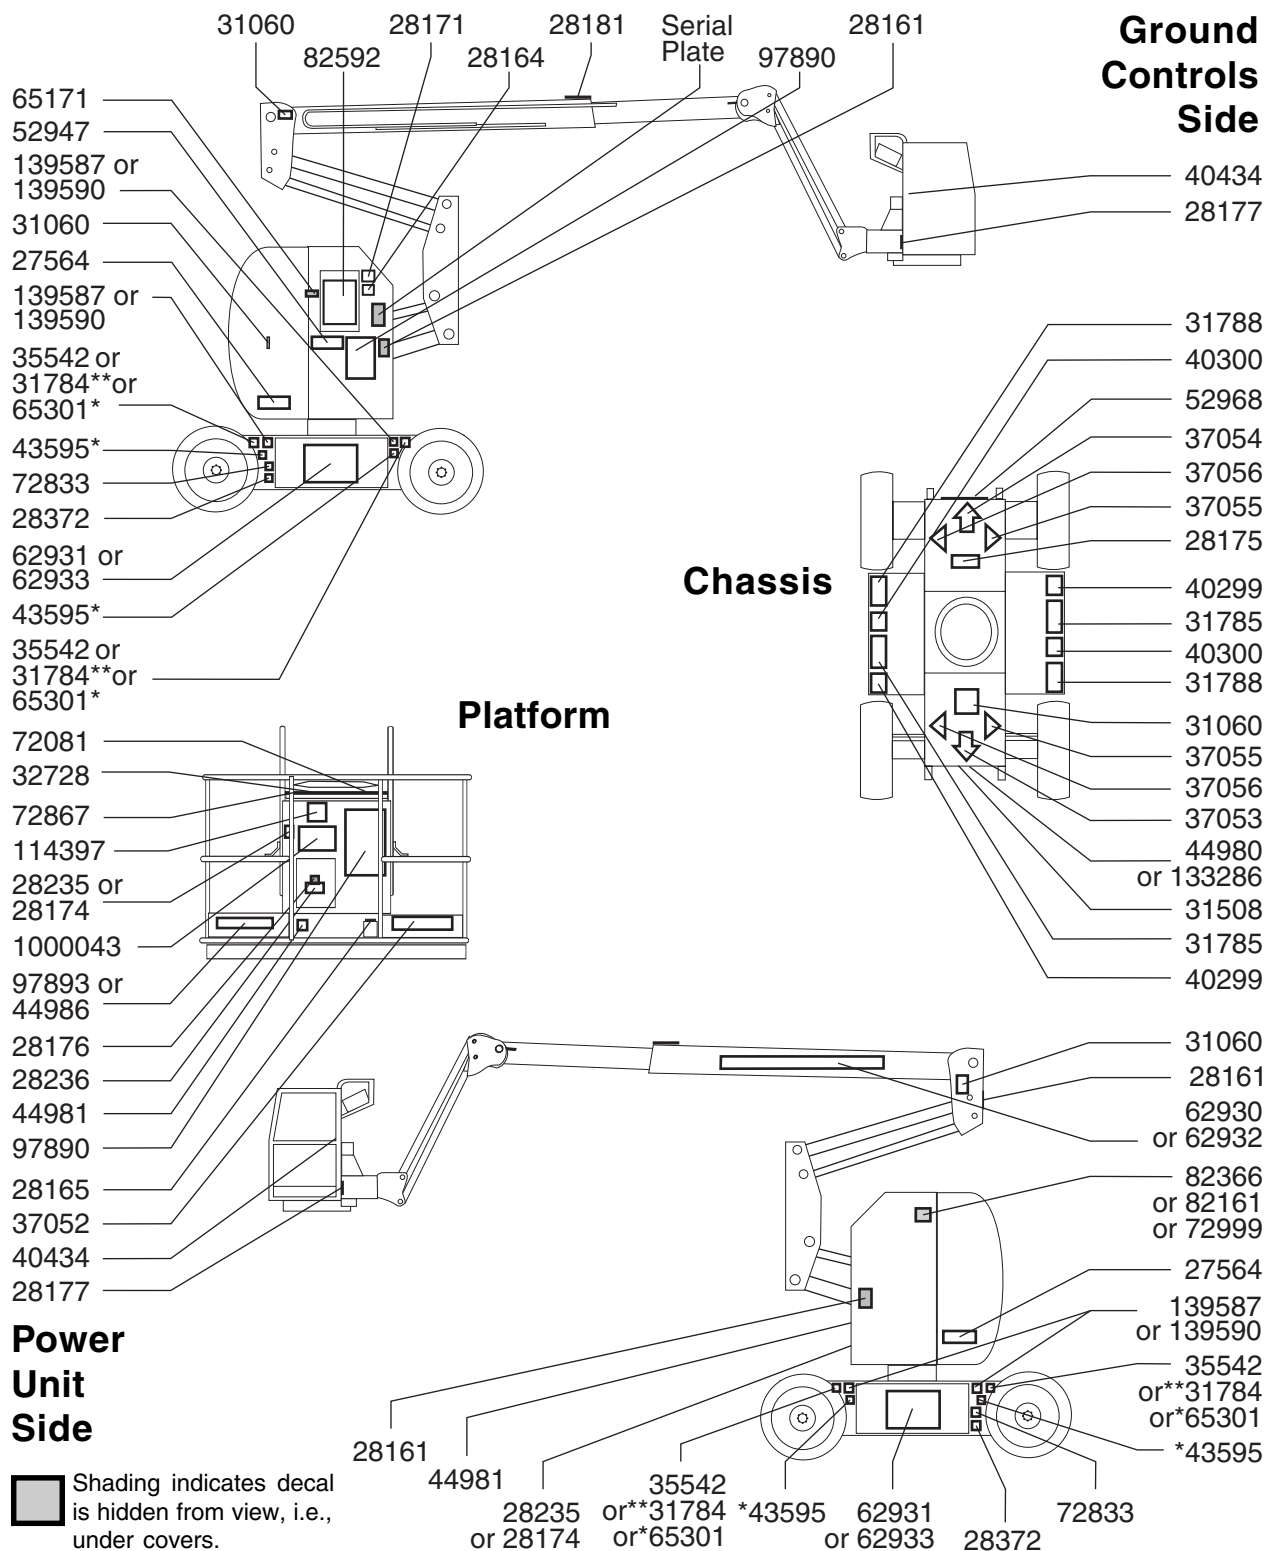 31060
28171
28181
Serial
Plate
28161
82592
28164
97890
Ground
Controls
Side
65171
52947
139587 or
139590
31060
27564
139587 or
139590
35542 or
31784**or
65301*
43595*
72833
28372
62931 or
62933
43595*
35542 or
31784**or
65301*
40434
28177
Chassis
31788
40300
52968
37054
37056
37055
28175
40299
31785
40300
31788
31060
37055
37056
37053
44980
or 133286
31508
31785
40299
Platform
72081
32728
72867
114397
28235 or
28174
1000043
97893 or
44986
28176
28236
44981
97890
28165
37052
40434
28177
31060
28161
62930
or 62932
82366
or 82161
or 72999
27564
139587
or 139590
35542
or**31784
or*65301
*43595
Power
Unit
Side
28161
44981
28235
or 28174
35542
or**31784
or*65301
*43595
62931
or 62933
28372
72833
Shading indicates decal
is hidden from view, i.e.,
under covers.